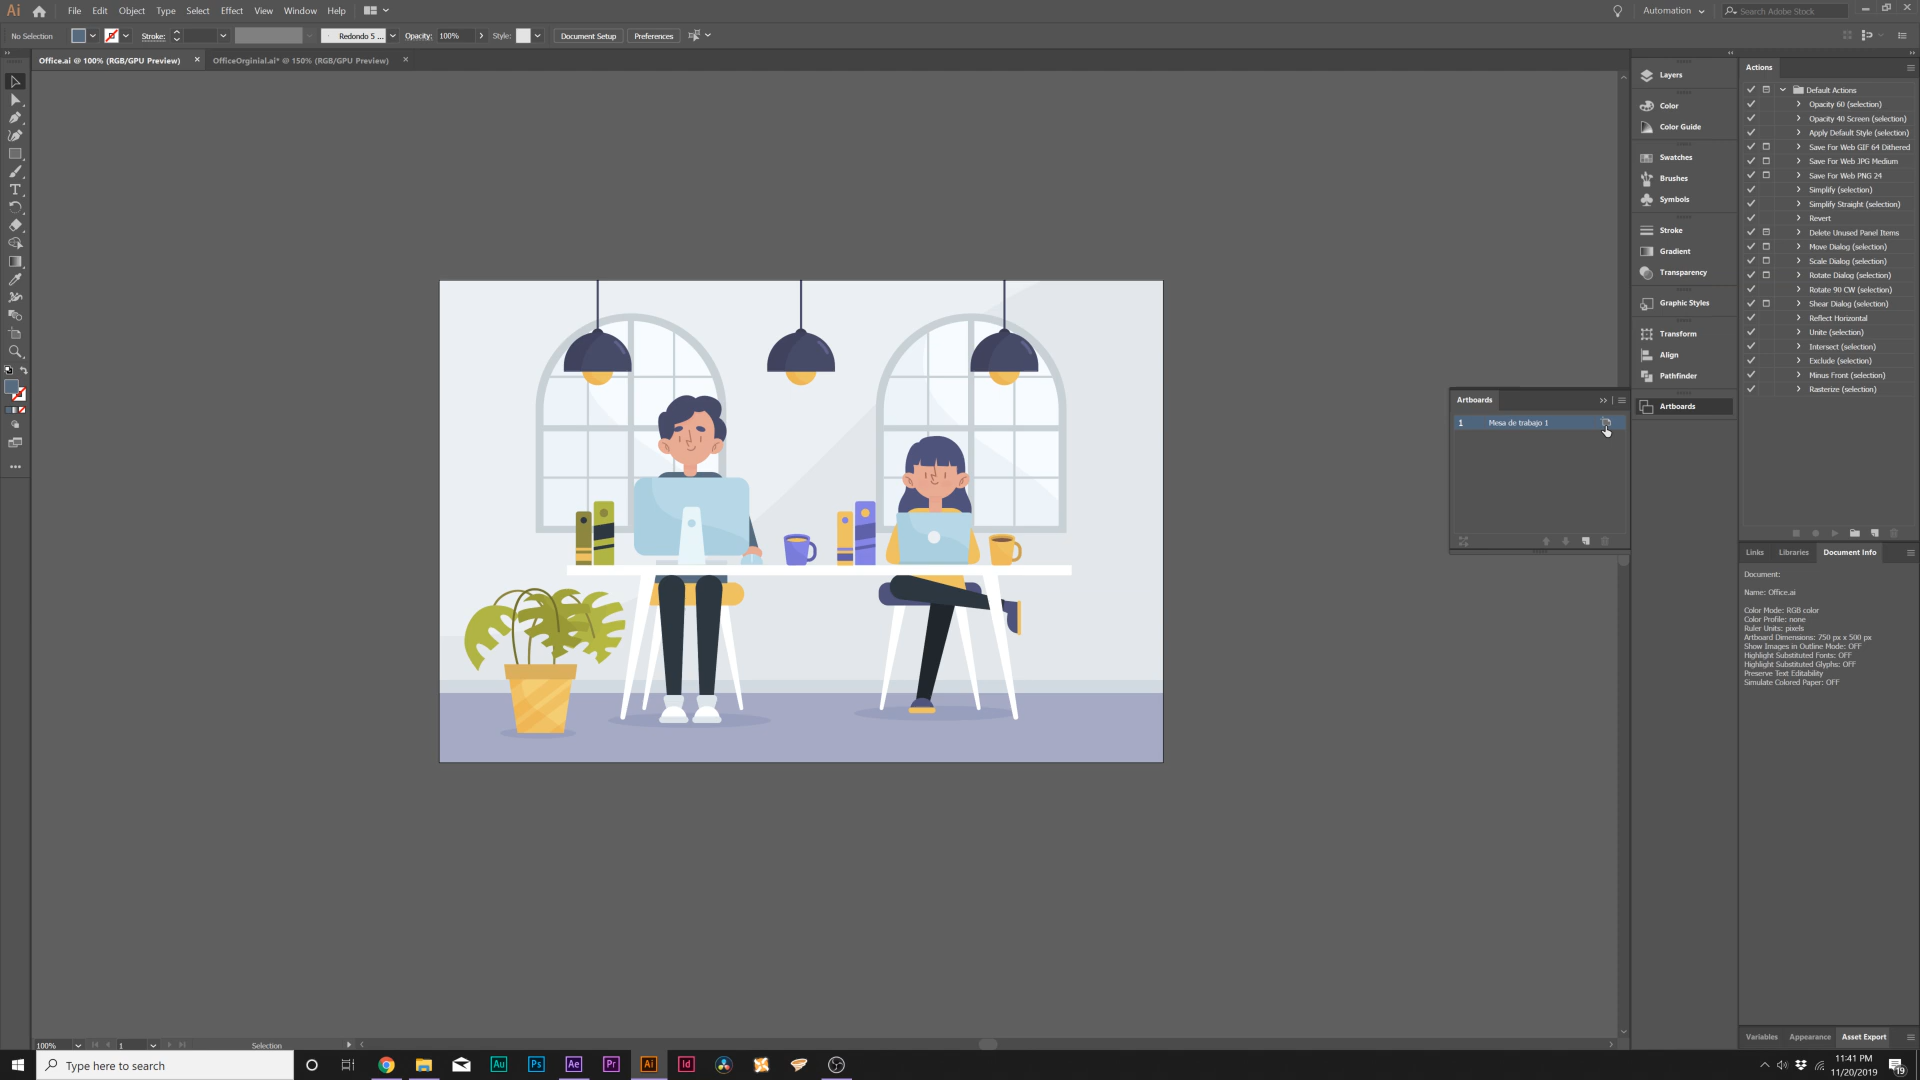 Ai File Edit Object Type Select Effect View Window Help Automation Search Adobe Stock
No Selection Stroke: Redondo 5 ... Opacity: 100% Style: Document Setup Preferences
Office.ai @ 100% (RGB/GPU Preview) × OfficeOrginial.ai* @ 150% (RGB/GPU Preview) ×
Layers
Color
Color Guide
Swatches
Brushes
Symbols
Stroke
Gradient
Transparency
Graphic Styles
Transform
Align
Pathfinder
Artboards
Artboards
1 Mesa de trabajo 1
Actions
Default Actions
Opacity 60 (selection)
Opacity 40 Screen (selection)
Apply Default Style (selection)
Save For Web GIF 64 Dithered
Save For Web JPG Medium
Save For Web PNG 24
Simplify (selection)
Simplify Straight (selection)
Revert
Delete Unused Panel Items
Move Dialog (selection)
Scale Dialog (selection)
Rotate Dialog (selection)
Rotate 90 CW (selection)
Shear Dialog (selection)
Reflect Horizontal
Unite (selection)
Intersect (selection)
Exclude (selection)
Minus Front (selection)
Rasterize (selection)
Links Libraries Document Info
Document:
Name: Office.ai
Color Mode: RGB color
Color Profile: none
Ruler Units: pixels
Artboard Dimensions: 750 px x 500 px
Show Images in Outline Mode: OFF
Highlight Substituted Fonts: OFF
Highlight Substituted Glyphs: OFF
Preserve Text Editability
Simulate Colored Paper: OFF
Variables Appearance Asset Export
100% 1 Selection
Type here to search Au Ps Ae Pr Ai Id
11:41 PM
11/20/2019
19